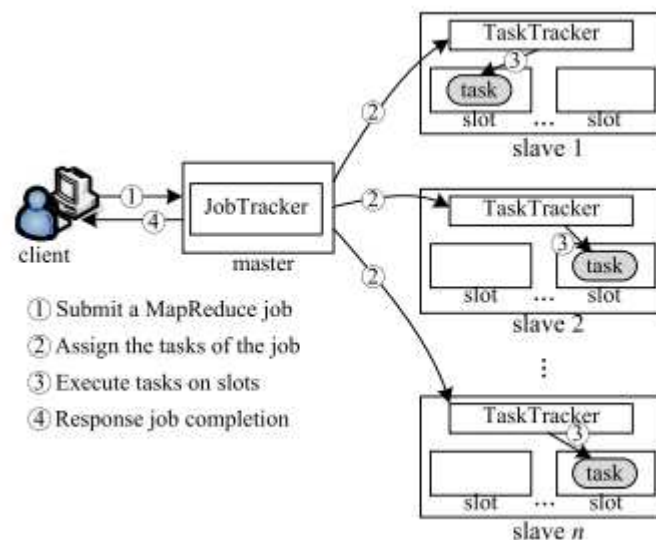 TaskTracker
③
task
slot ... slot
slave 1
②
①
④
JobTracker
client
master
②
TaskTracker
③
task
slot ... slot
slave 2
②
⋮
TaskTracker
③
task
slot ... slot
slave n
① Submit a MapReduce job
② Assign the tasks of the job
③ Execute tasks on slots
④ Response job completion